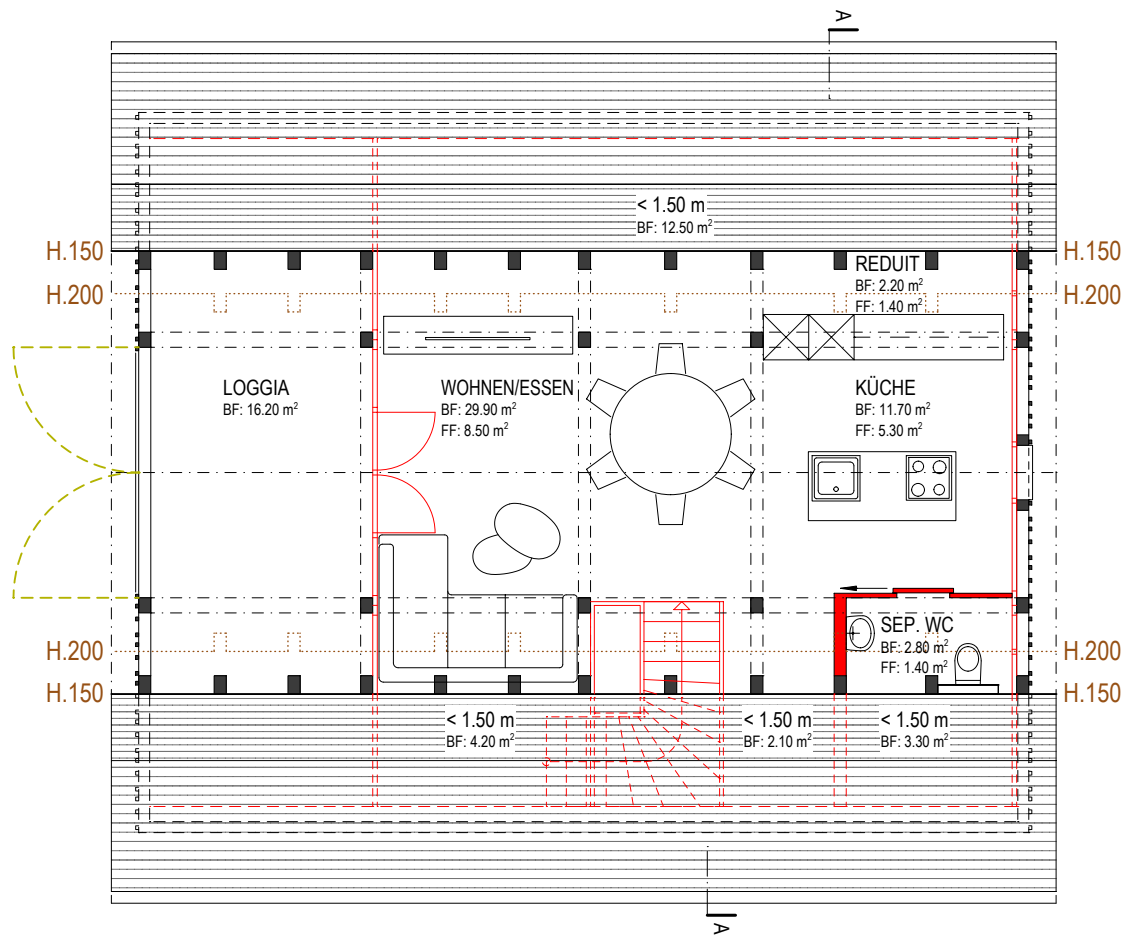 A
< 1.50 m
BF: 12.50 m²
H.150
H.150
REDUIT
BF: 2.20 m²
FF: 1.40 m²
H.200
H.200
LOGGIA
BF: 16.20 m²
WOHNEN/ESSEN
BF: 29.90 m²
FF: 8.50 m²
KÜCHE
BF: 11.70 m²
FF: 5.30 m²
SEP. WC
BF: 2.80 m²
FF: 1.40 m²
H.200
H.200
H.150
H.150
< 1.50 m
BF: 4.20 m²
< 1.50 m
BF: 2.10 m²
< 1.50 m
BF: 3.30 m²
A